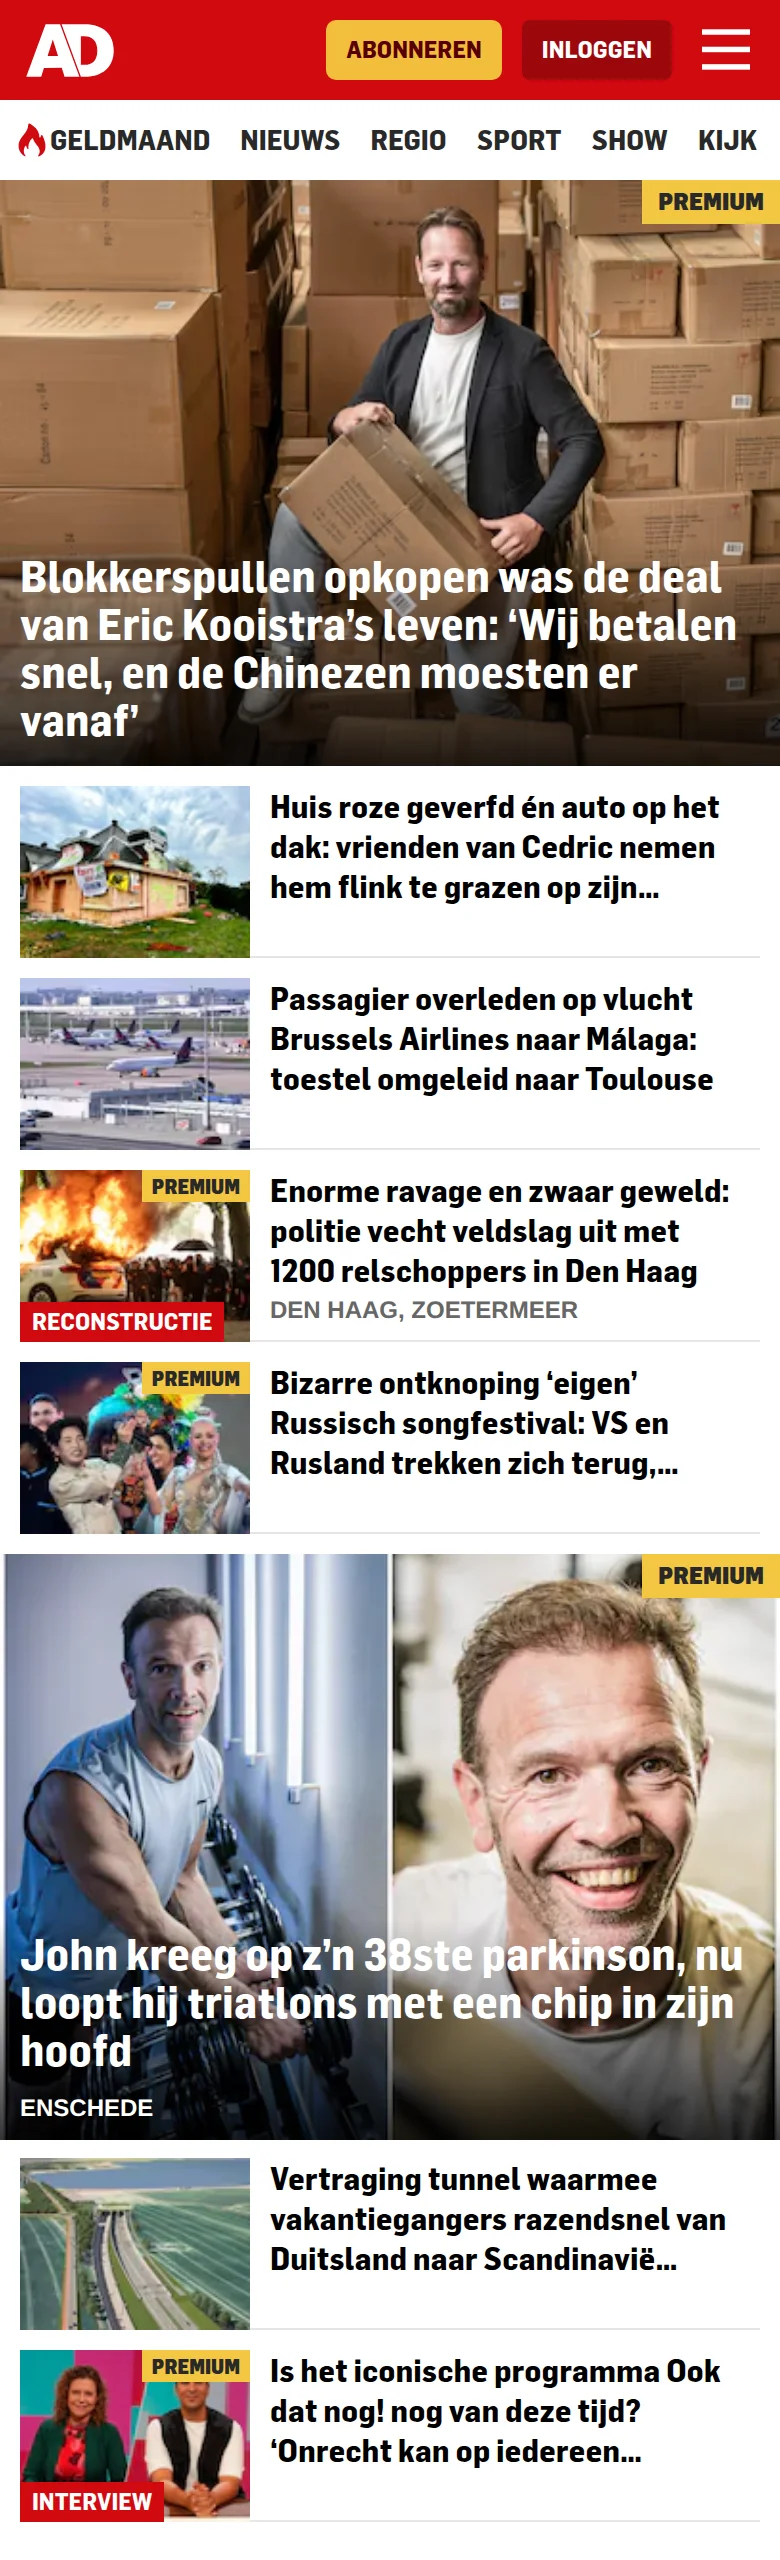 AD
ABONNEREN
INLOGGEN
GELDMAAND NIEUWS REGIO SPORT SHOW KIJK
PREMIUM
Blokkerspullen opkopen was de deal
van Eric Kooistra’s leven: ‘Wij betalen
snel, en de Chinezen moesten er
vanaf’
Huis roze geverfd én auto op het
dak: vrienden van Cedric nemen
hem flink te grazen op zijn...
Passagier overleden op vlucht
Brussels Airlines naar Málaga:
toestel omgeleid naar Toulouse
PREMIUM
RECONSTRUCTIE
Enorme ravage en zwaar geweld:
politie vecht veldslag uit met
1200 relschoppers in Den Haag
DEN HAAG, ZOETERMEER
PREMIUM
Bizarre ontknoping ‘eigen’
Russisch songfestival: VS en
Rusland trekken zich terug,...
PREMIUM
John kreeg op z’n 38ste parkinson, nu
loopt hij triatlons met een chip in zijn
hoofd
ENSCHEDE
Vertraging tunnel waarmee
vakantiegangers razendsnel van
Duitsland naar Scandinavië...
PREMIUM
INTERVIEW
Is het iconische programma Ook
dat nog! nog van deze tijd?
‘Onrecht kan op iedereen...